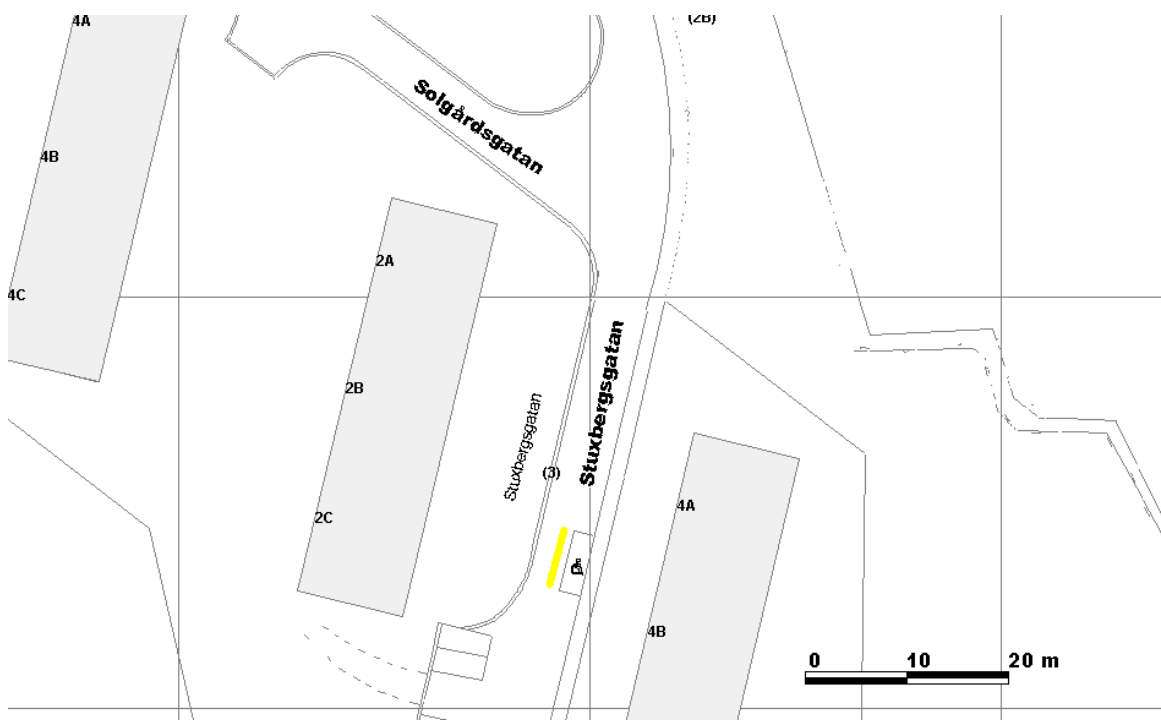 4A
(2B)
Solgårdsgatan
4B
2A
4C
Stuxbergsgatan
2B
Stuxbergsgatan
(3)
4A
2C
4B
0 10 20 m